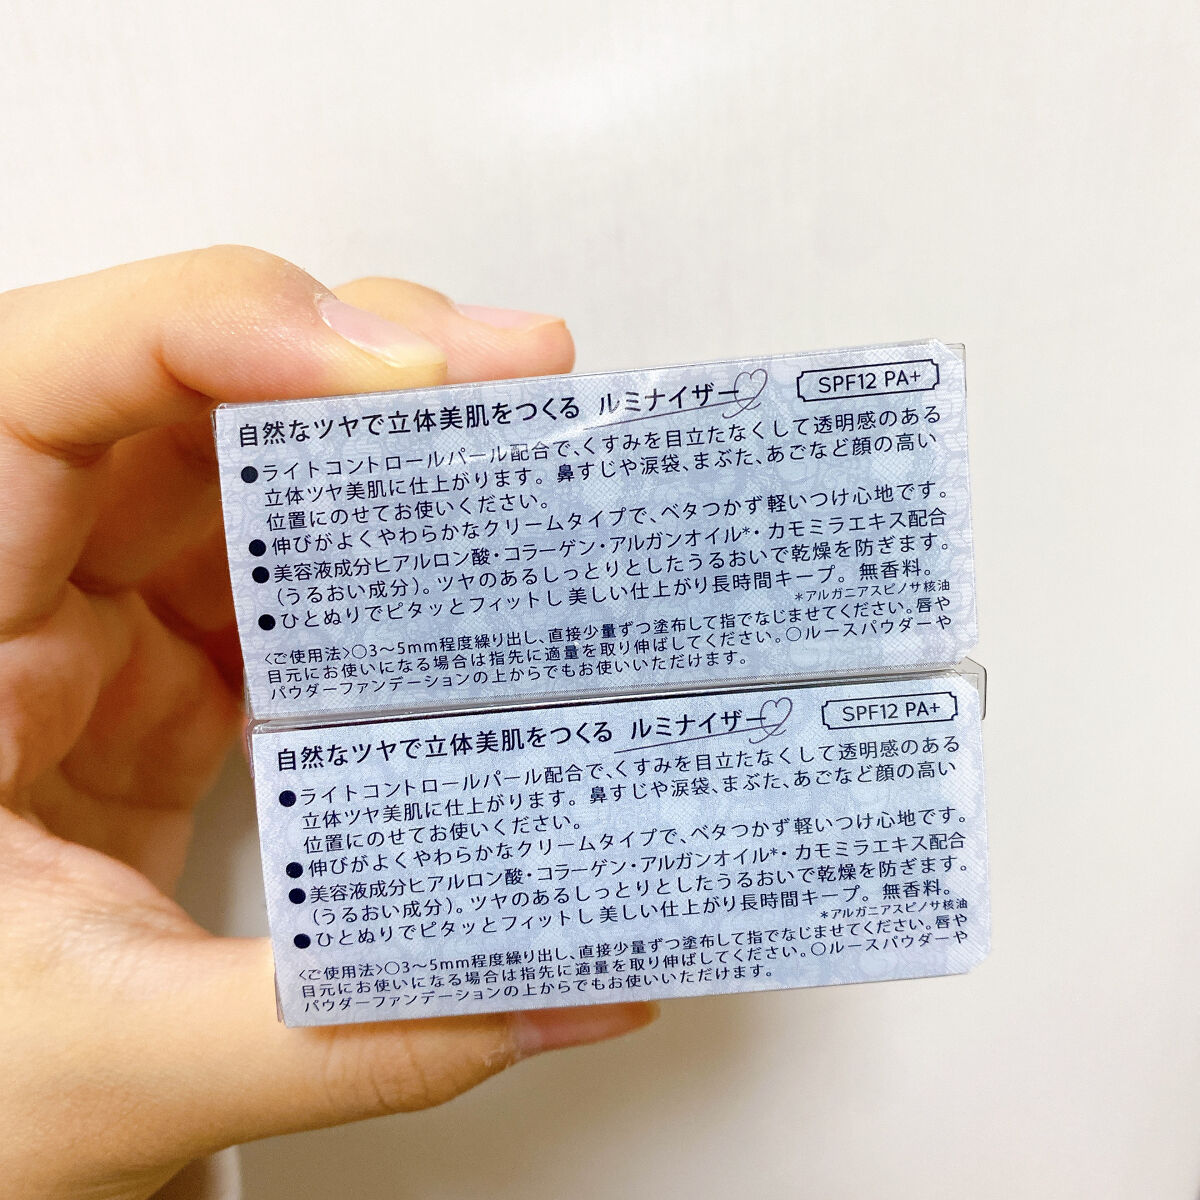 自然なツヤで立体美肌をつくる ルミナイザー SPF12 PA+
●ライトコントロールパール配合で、くすみを目立たなくして透明感のある
立体ツヤ美肌に仕上がります。鼻すじや涙袋、まぶた、あごなど顔の高い
位置にのせてお使いください。
●伸びがよくやわらかなクリームタイプで、ベタつかず軽いつけ心地です。
●美容液成分ヒアルロン酸・コラーゲン・アルガンオイル*・カモミラエキス配合
(うるおい成分)。ツヤのあるしっとりとしたうるおいで乾燥を防ぎます。
●ひとぬりでピタッとフィットし美しい仕上がり長時間キープ。無香料。
*アルガニアスピノサ核油
〈ご使用法〉○3〜5mm程度繰り出し、直接少量ずつ塗布して指でなじませてください。唇や
目元にお使いになる場合は指先に適量を取り伸ばしてください。○ルースパウダーや
パウダーファンデーションの上からでもお使いいただけます。
自然なツヤで立体美肌をつくる ルミナイザー SPF12 PA+
●ライトコントロールパール配合で、くすみを目立たなくして透明感のある
立体ツヤ美肌に仕上がります。鼻すじや涙袋、まぶた、あごなど顔の高い
位置にのせてお使いください。
●伸びがよくやわらかなクリームタイプで、ベタつかず軽いつけ心地です。
●美容液成分ヒアルロン酸・コラーゲン・アルガンオイル*・カモミラエキス配合
(うるおい成分)。ツヤのあるしっとりとしたうるおいで乾燥を防ぎます。
●ひとぬりでピタッとフィットし美しい仕上がり長時間キープ。無香料。
*アルガニアスピノサ核油
〈ご使用法〉○3〜5mm程度繰り出し、直接少量ずつ塗布して指でなじませてください。唇や
目元にお使いになる場合は指先に適量を取り伸ばしてください。○ルースパウダーや
パウダーファンデーションの上からでもお使いいただけます。